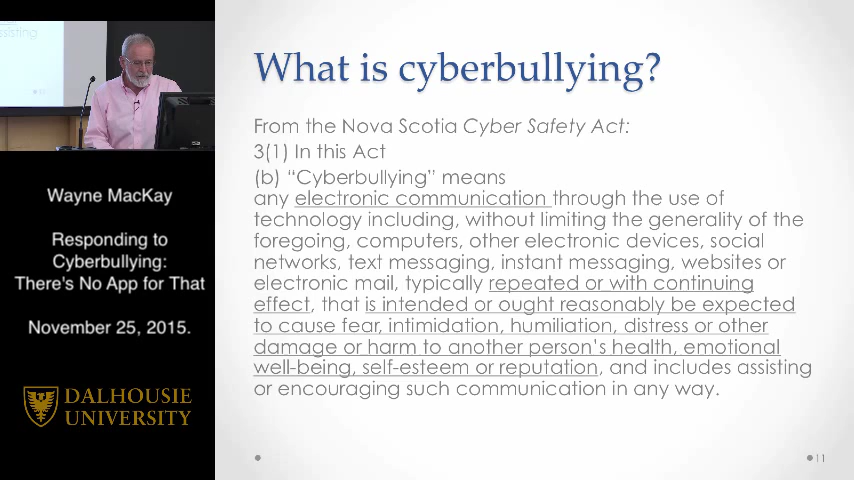 sisting
Wayne MacKay
Responding to
Cyberbullying:
There's No App for That
November 25, 2015.
DALHOUSIE
UNIVERSITY
What is cyberbullying?
From the Nova Scotia Cyber Safety Act:
3(1) In this Act
(b) “Cyberbullying” means
any electronic communication through the use of
technology including, without limiting the generality of the
foregoing, computers, other electronic devices, social
networks, text messaging, instant messaging, websites or
electronic mail, typically repeated or with continuing
effect, that is intended or ought reasonably be expected
to cause fear, intimidation, humiliation, distress or other
damage or harm to another person’s health, emotional
well-being, self-esteem or reputation, and includes assisting
or encouraging such communication in any way.
11